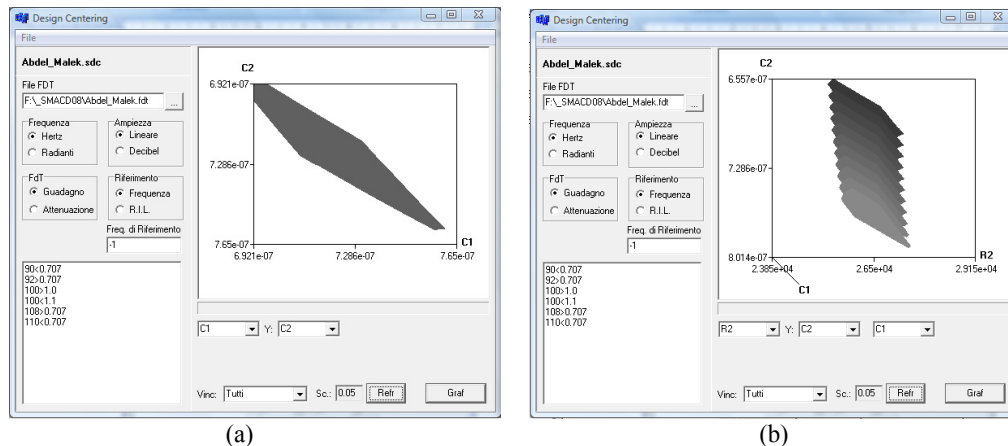 Design Centering
File
Abdel_Malek.sdc
File FDT
F:\_SMACD08\Abdel_Malek.fdt
...
Frequenza
Hertz
Radianti
Ampiezza
Lineare
Decibel
FdT
Guadagno
Attenuazione
Riferimento
Frequenza
R.I.L.
Freq. di Riferimento
-1
90<0.707
92>0.707
100>1.0
100<1.1
108>0.707
110<0.707
C2
6.921e-07
7.286e-07
7.65e-07
6.921e-07
7.286e-07
7.65e-07
C1
C1
Y:
C2
Vinc:
Tutti
Sc.:
0.05
Refr
Graf
(a)
Design Centering
File
Abdel_Malek.sdc
File FDT
F:\_SMACD08\Abdel_Malek.fdt
...
Frequenza
Hertz
Radianti
Ampiezza
Lineare
Decibel
FdT
Guadagno
Attenuazione
Riferimento
Frequenza
R.I.L.
Freq. di Riferimento
-1
90<0.707
92>0.707
100>1.0
100<1.1
108>0.707
110<0.707
C2
6.557e-07
7.286e-07
8.014e-07
2.385e+04
2.65e+04
2.915e+04
R2
C1
R2
Y:
C2
C1
Vinc:
Tutti
Sc.:
0.05
Refr
Graf
(b)